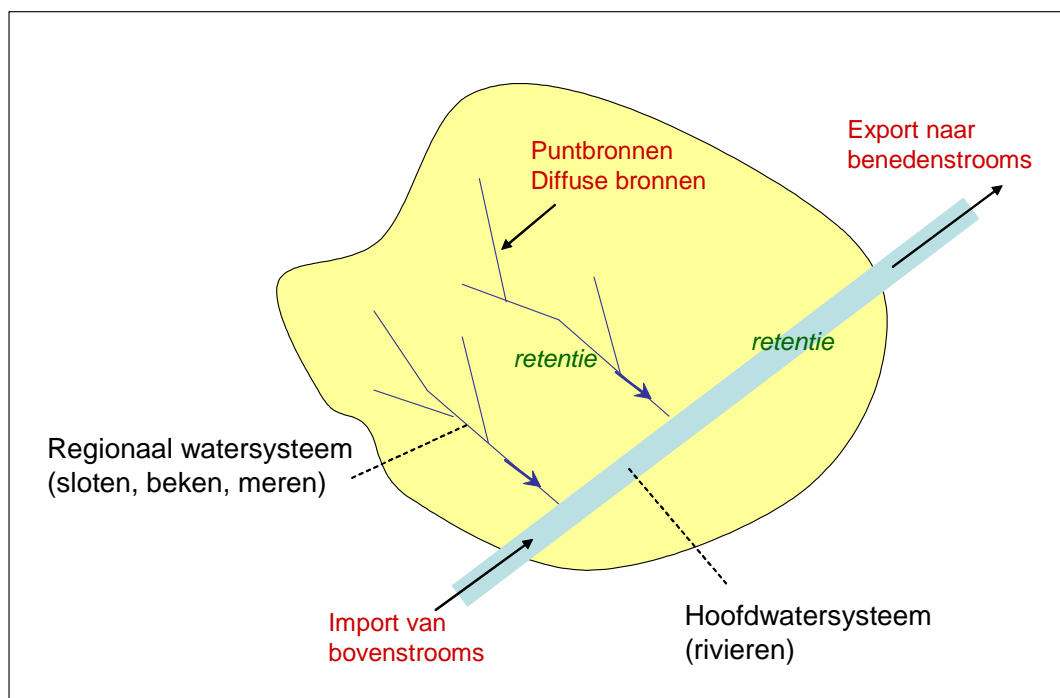 Export naar
benedenstrooms
Puntbronnen
Diffuse bronnen
retentie
retentie
Regionaal watersysteem
(sloten, beken, meren)
Import van
bovenstrooms
Hoofdwatersysteem
(rivieren)